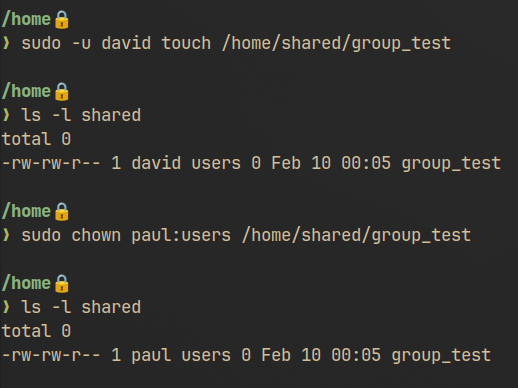 /home🔒
❯ sudo -u david touch /home/shared/group_test
/home🔒
❯ ls -l shared
total 0
-rw-rw-r-- 1 david users 0 Feb 10 00:05 group_test
/home🔒
❯ sudo chown paul:users /home/shared/group_test
/home🔒
❯ ls -l shared
total 0
-rw-rw-r-- 1 paul users 0 Feb 10 00:05 group_test